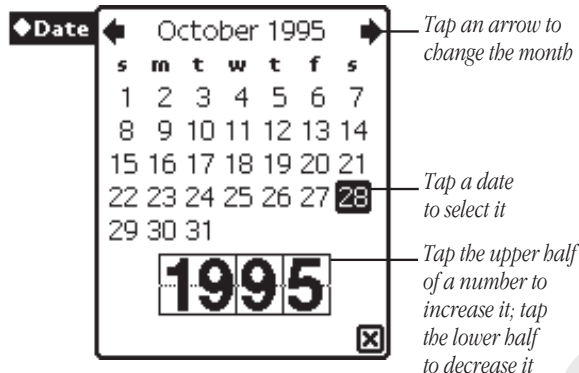 ◆Date
October 1995
s m t w t f s
1 2 3 4 5 6 7
8 9 10 11 12 13 14
15 16 17 18 19 20 21
22 23 24 25 26 27 28
29 30 31
1995
Tap an arrow to
change the month
Tap a date
to select it
Tap the upper half
of a number to
increase it; tap
the lower half
to decrease it